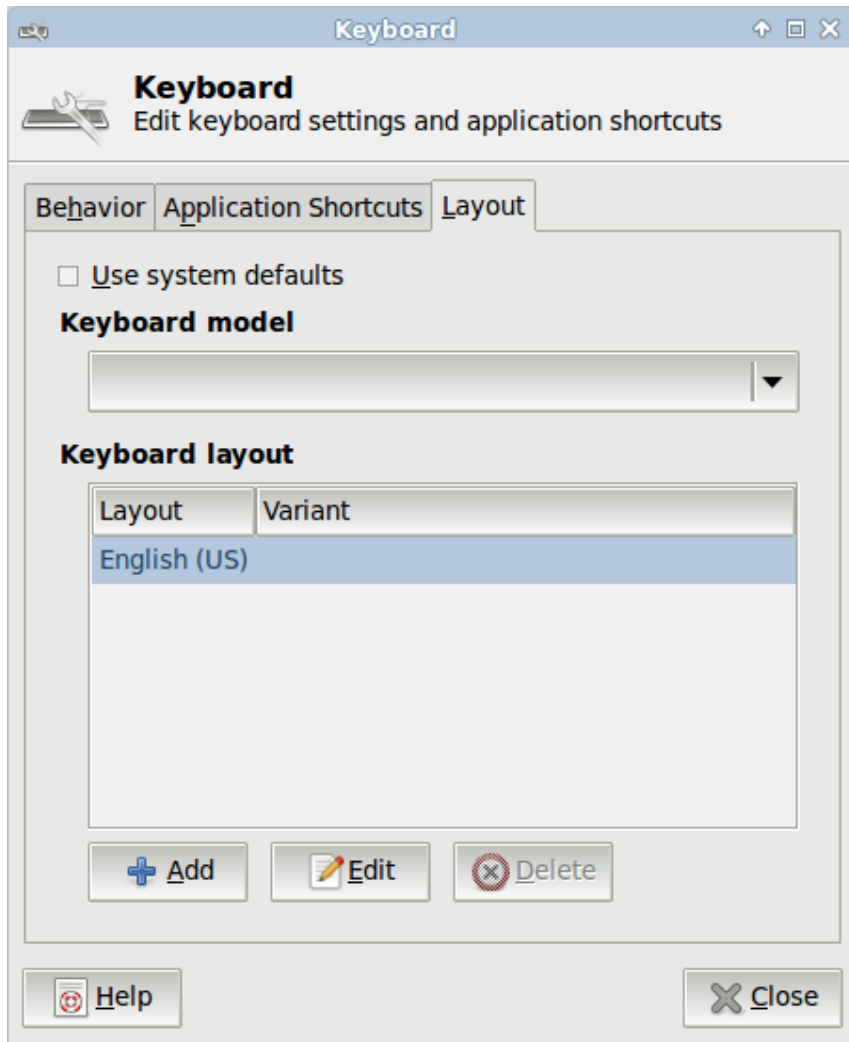 Keyboard
Keyboard
Edit keyboard settings and application shortcuts
Behavior Application Shortcuts Layout
Use system defaults
Keyboard model
Keyboard layout
Layout Variant
English (US)
Add Edit Delete
Help Close